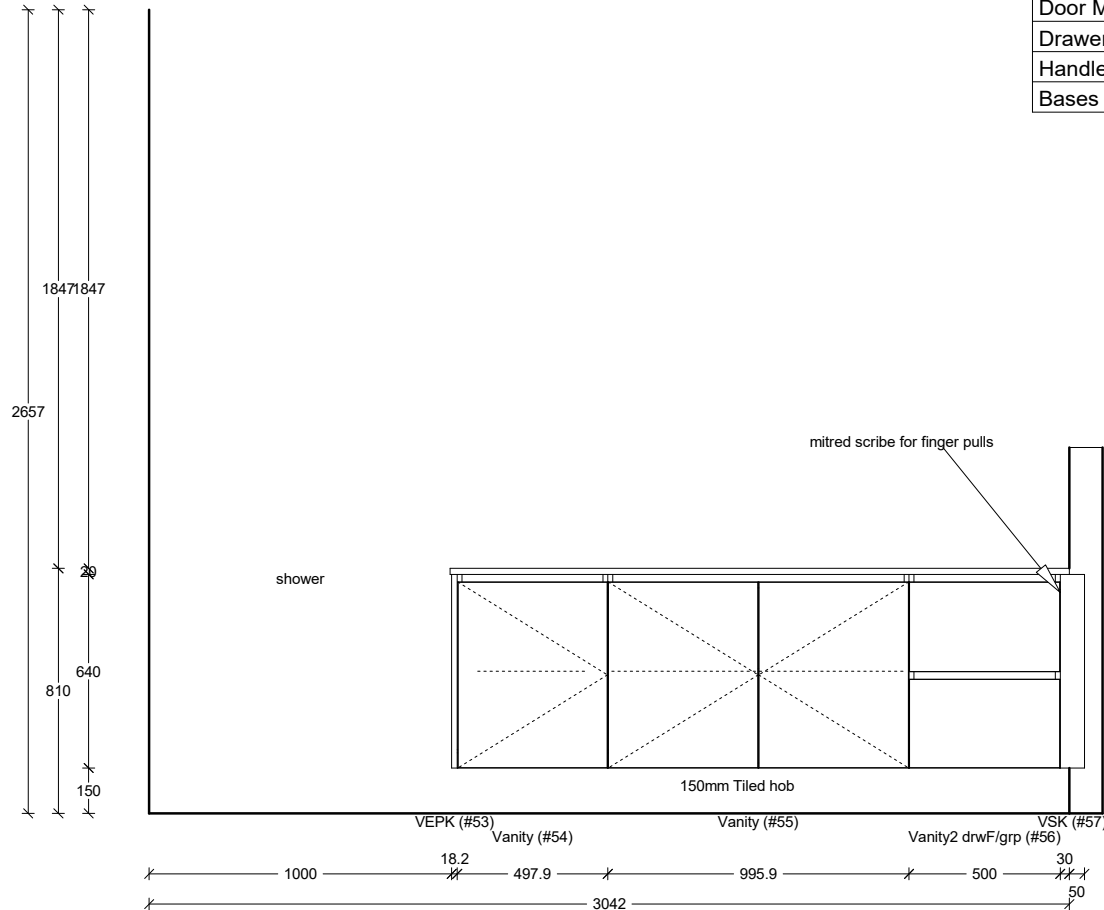 Door M
Drawer
Handle
Bases
1847
1847
2657
mitred scribe for finger pulls
20
shower
640
810
150mm Tiled hob
150
VEPK (#53)
Vanity (#55)
VSK (#57)
Vanity (#54)
Vanity2 drwF/grp (#56)
18.2
30
1000
497.9
995.9
500
50
3042